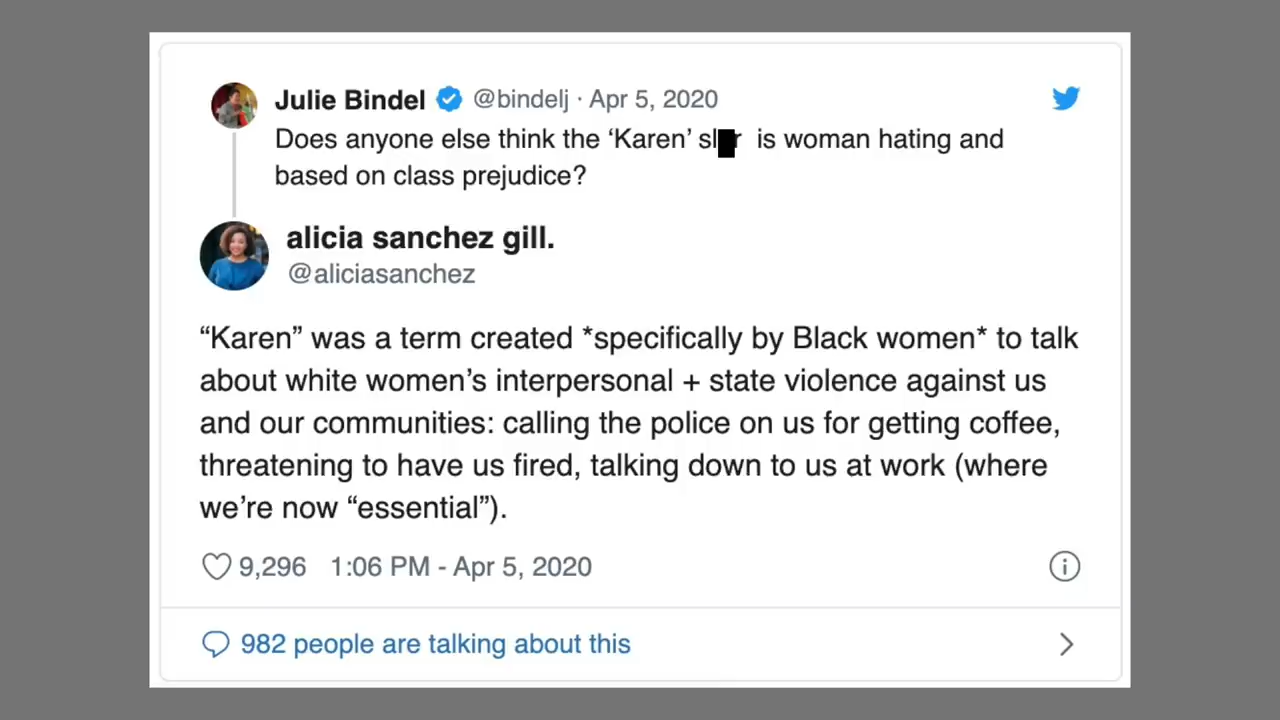 Julie Bindel @bindelj · Apr 5, 2020
Does anyone else think the ‘Karen’ is woman hating and
based on class prejudice?
alicia sanchez gill.
@aliciasanchez
“Karen” was a term created *specifically by Black women* to talk
about white women’s interpersonal + state violence against us
and our communities: calling the police on us for getting coffee,
threatening to have us fired, talking down to us at work (where
we’re now “essential”).
9,296 1:06 PM - Apr 5, 2020
982 people are talking about this